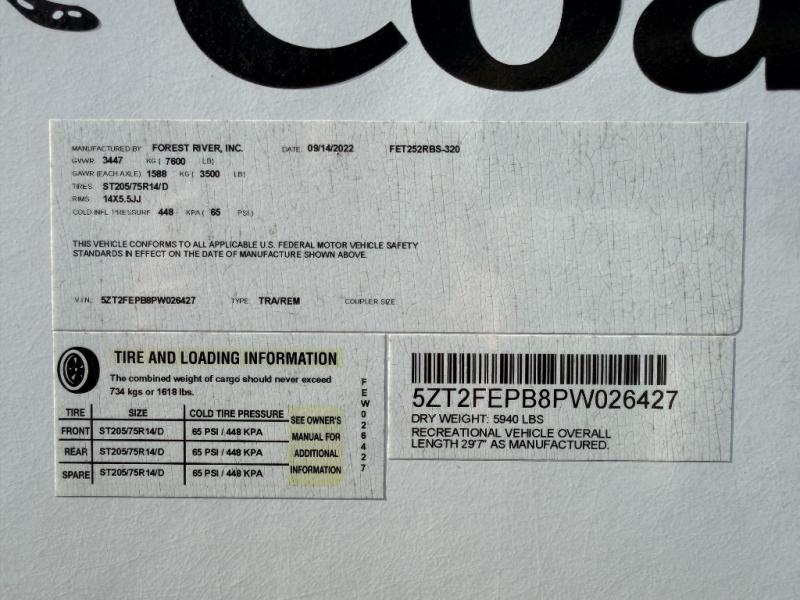 Coa
MANUFACTURED BY FOREST RIVER, INC. DATE 09/14/2022 FET252RBS-320
GVWR 3447 KG ( 7600 LB)
GAWR (EACH AXLE) 1588 KG ( 3500 LB)
TIRES ST205/75R14/D
RIMS 14X5.5JJ
COLD INFL PRESSURE 448 KPA ( 65 PSI.)
THIS VEHICLE CONFORMS TO ALL APPLICABLE U.S. FEDERAL MOTOR VEHICLE SAFETY
STANDARDS IN EFFECT ON THE DATE OF MANUFACTURE SHOWN ABOVE.
V.I.N. 5ZT2FEPB8PW026427 TYPE TRA/REM COUPLER SIZE
TIRE AND LOADING INFORMATION
The combined weight of cargo should never exceed
734 kgs or 1618 lbs.
TIRE SIZE COLD TIRE PRESSURE SEE OWNER'S
FRONT ST205/75R14/D 65 PSI / 448 KPA MANUAL FOR
REAR ST205/75R14/D 65 PSI / 448 KPA ADDITIONAL
SPARE ST205/75R14/D 65 PSI / 448 KPA INFORMATION
FEW026427
5ZT2FEPB8PW026427
DRY WEIGHT: 5940 LBS
RECREATIONAL VEHICLE OVERALL
LENGTH 29'7" AS MANUFACTURED.